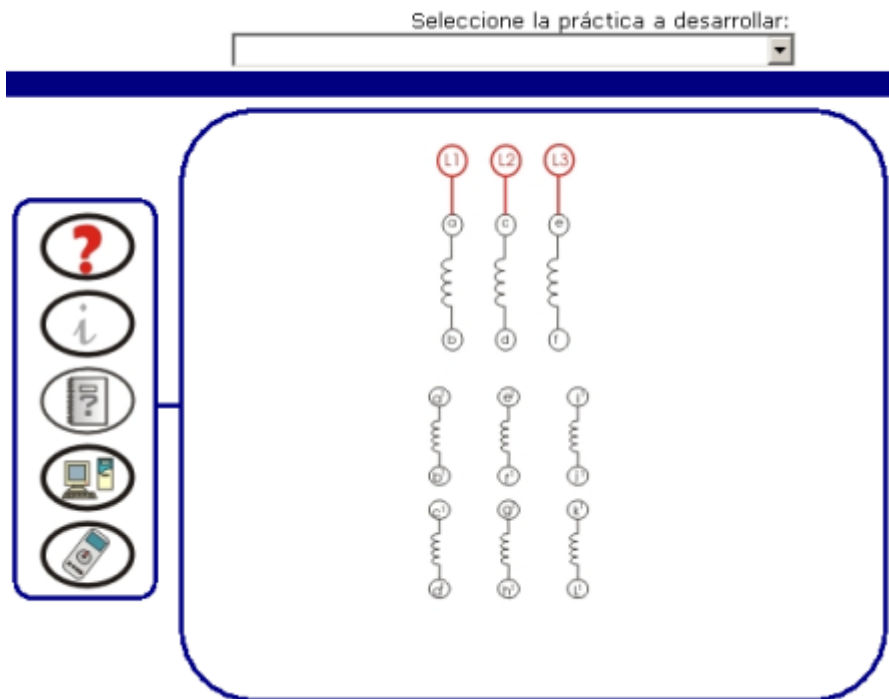 Seleccione la práctica a desarrollar:
L1 L2 L3
a c e
b d f
a' e' i'
b' f' j'
c' g' k'
d' h' L'